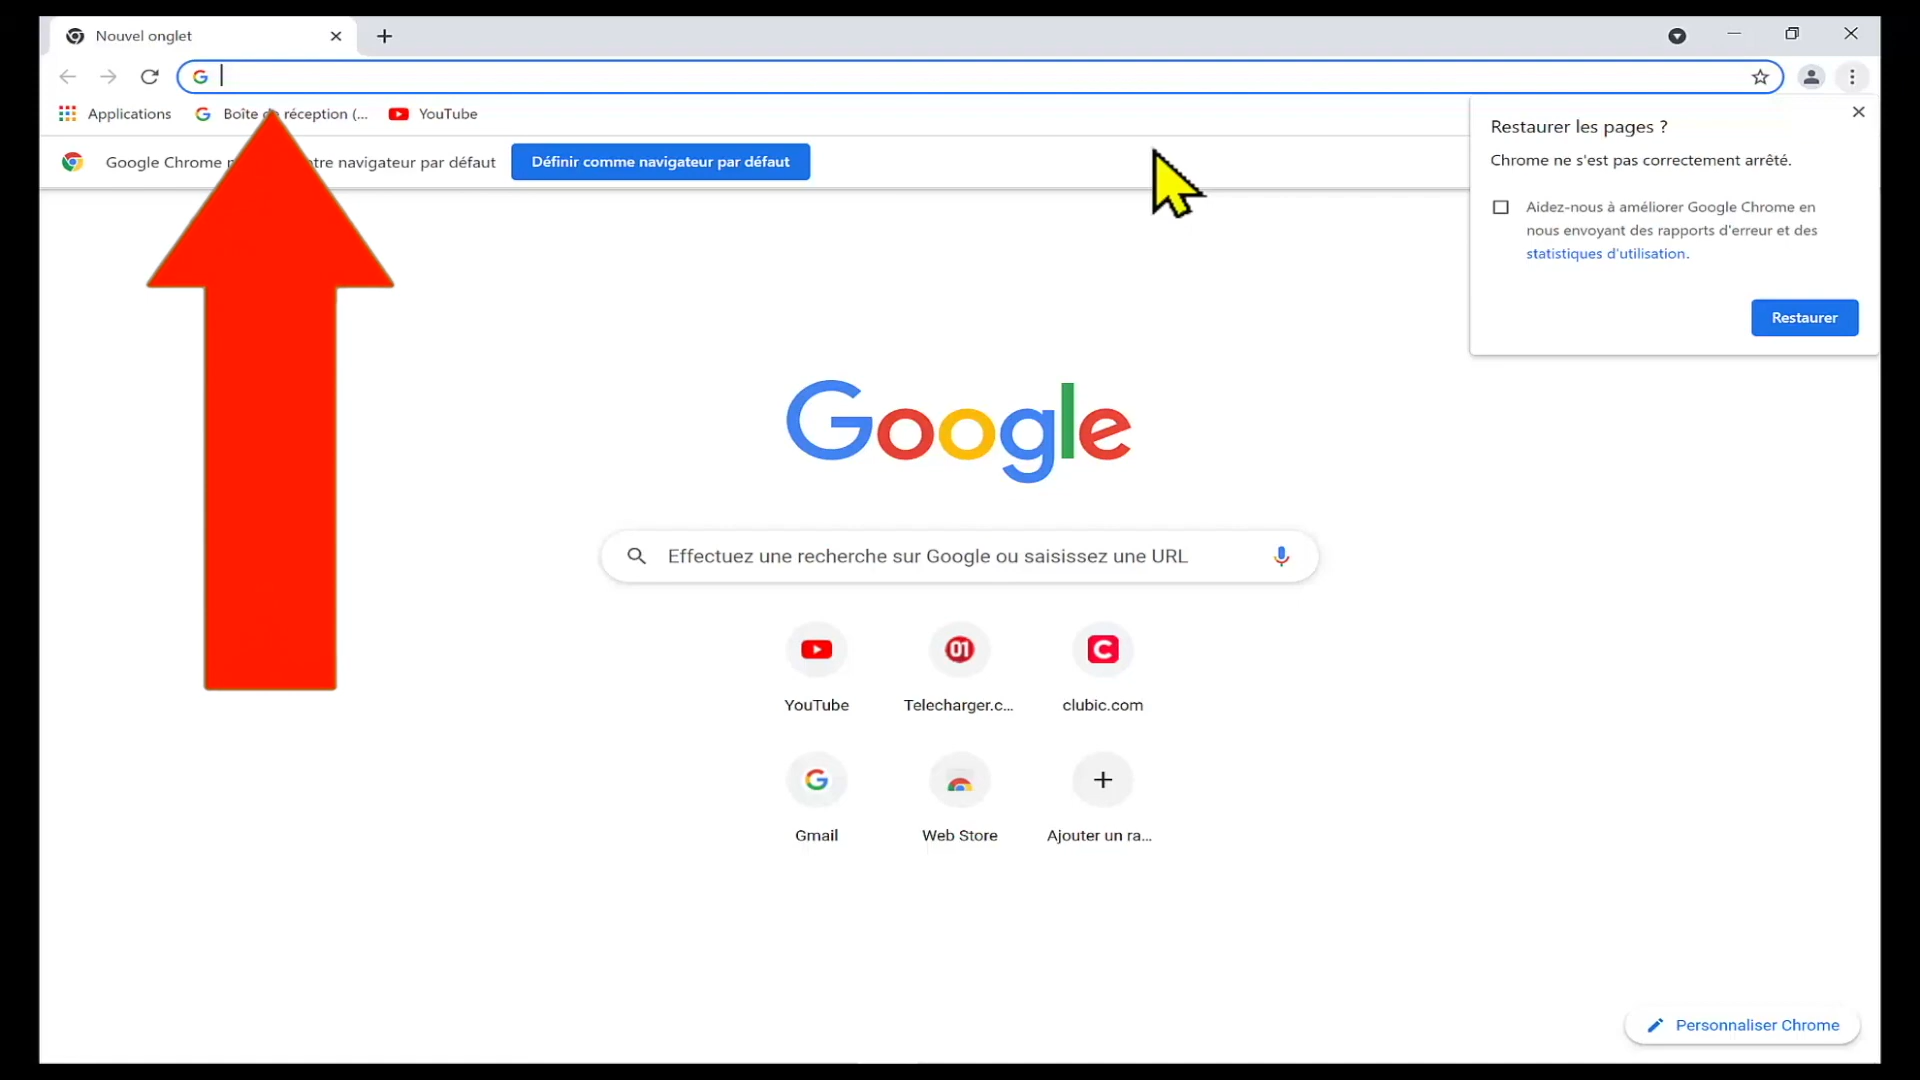 Nouvel onglet
Applications
Boîte de réception (...
YouTube
Google Chrome n tre navigateur par défaut
Définir comme navigateur par défaut
Restaurer les pages ?
Chrome ne s'est pas correctement arrêté.
Aidez-nous à améliorer Google Chrome en
nous envoyant des rapports d'erreur et des
statistiques d'utilisation.
Restaurer
Google
Effectuez une recherche sur Google ou saisissez une URL
01
YouTube
Telecharger.c...
clubic.com
Gmail
Web Store
Ajouter un ra...
Personnaliser Chrome